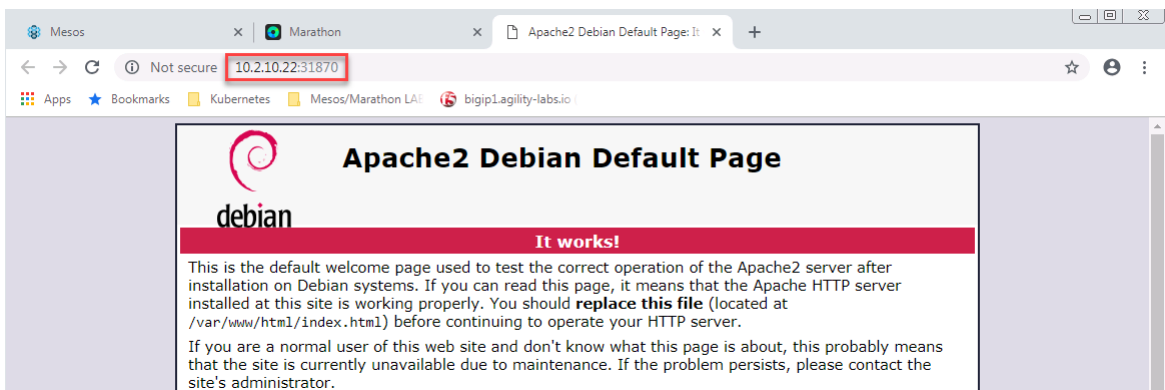 Mesos
Marathon
Apache2 Debian Default Page: It
Not secure 10.2.10.22:31870
Apps Bookmarks Kubernetes Mesos/Marathon LAB bigip1.agility-labs.io
debian
Apache2 Debian Default Page
It works!
This is the default welcome page used to test the correct operation of the Apache2 server after
installation on Debian systems. If you can read this page, it means that the Apache HTTP server
installed at this site is working properly. You should replace this file (located at
/var/www/html/index.html) before continuing to operate your HTTP server.
If you are a normal user of this web site and don't know what this page is about, this probably means
that the site is currently unavailable due to maintenance. If the problem persists, please contact the
site's administrator.